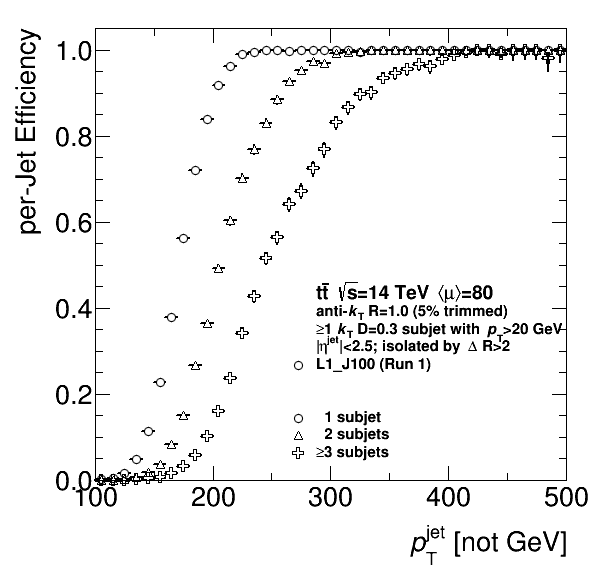 per-Jet Efficiency
1.0
0.8
0.6
0.4
0.2
0.0
tt̄ √s=14 TeV ⟨μ⟩=80
anti-k_T R=1.0 (5% trimmed)
≥1 k_T D=0.3 subjet with p_T>20 GeV
|η^jet|<2.5; isolated by Δ R>2
L1_J100 (Run 1)
1 subjet
2 subjets
≥3 subjets
100 200 300 400 500
p_T^jet [not GeV]